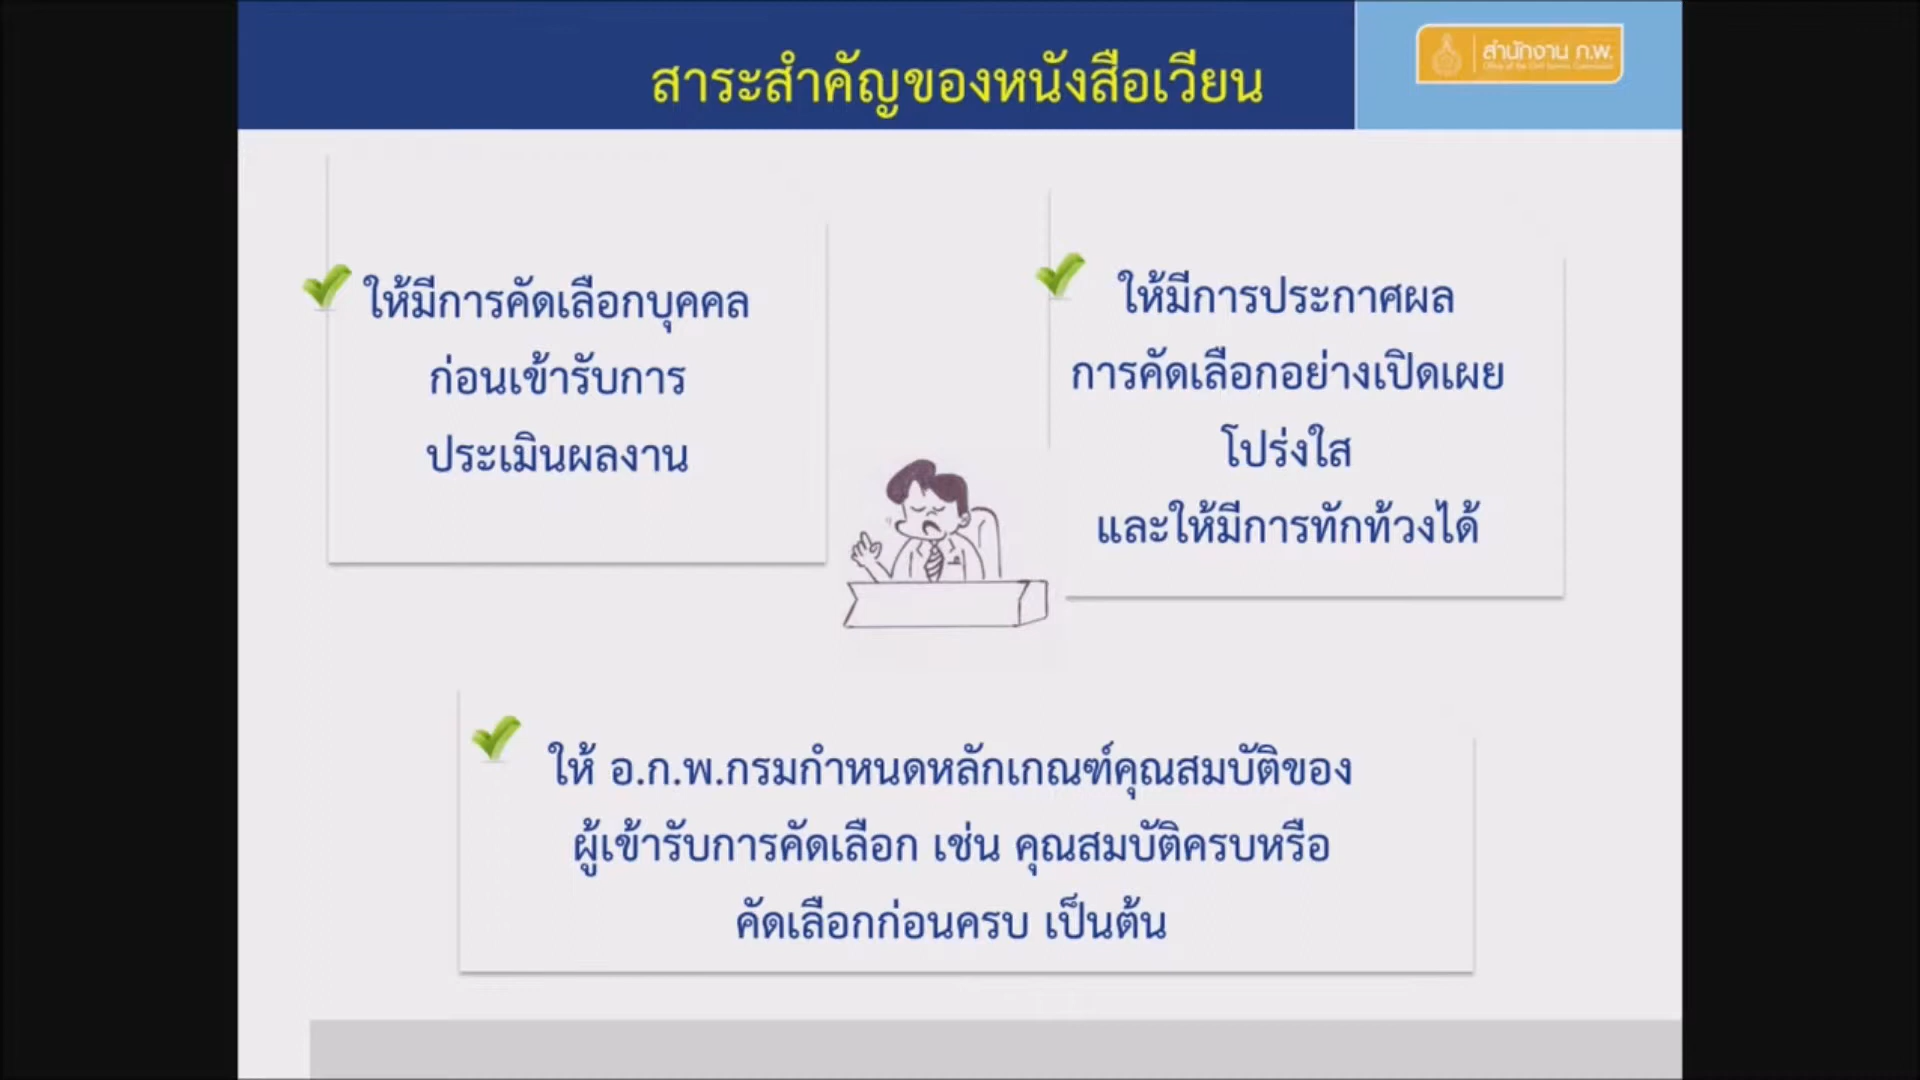 สาระสำคัญของหนังสือเวียน
สำนักงาน ก.พ.
Office of the Civil Service Commission
ให้มีการคัดเลือกบุคคล
ก่อนเข้ารับการ
ประเมินผลงาน
ให้มีการประกาศผล
การคัดเลือกอย่างเปิดเผย
โปร่งใส
และให้มีการทักท้วงได้
ให้ อ.ก.พ.กรมกำหนดหลักเกณฑ์คุณสมบัติของ
ผู้เข้ารับการคัดเลือก เช่น คุณสมบัติครบหรือ
คัดเลือกก่อนครบ เป็นต้น